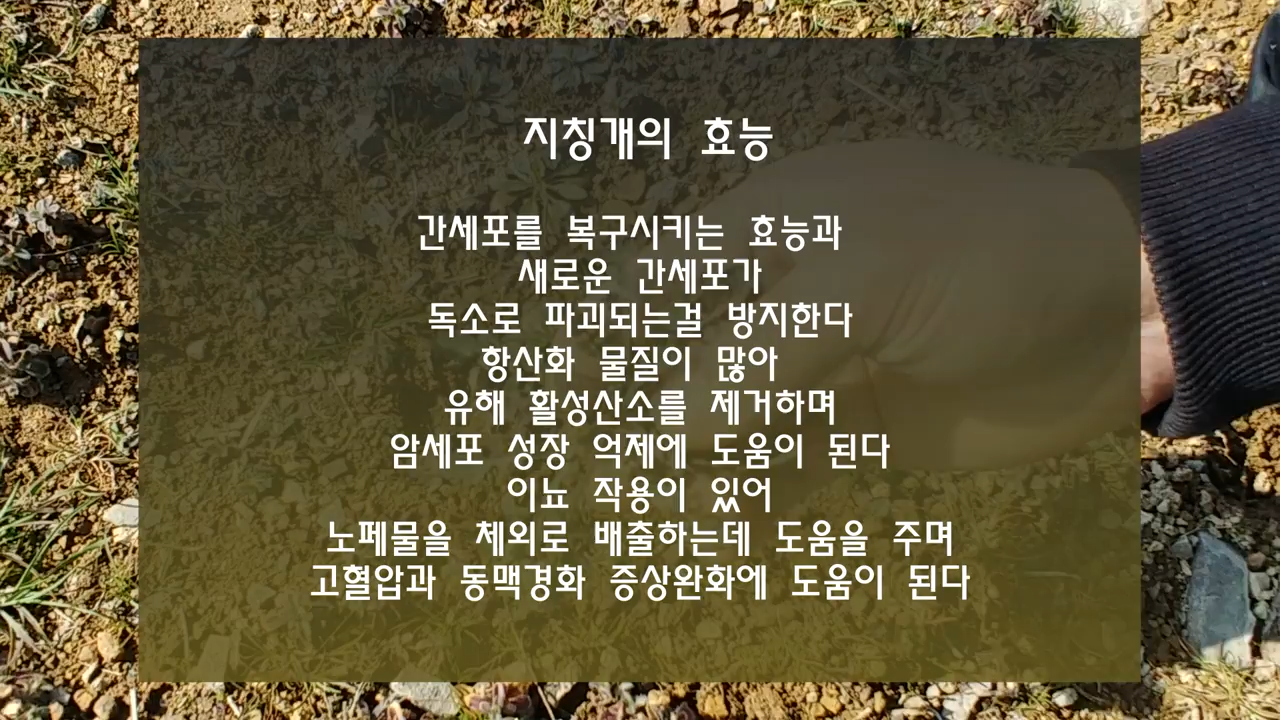 지칭개의 효능
간세포를 복구시키는 효능과
새로운 간세포가
독소로 파괴되는걸 방지한다
항산화 물질이 많아
유해 활성산소를 제거하며
암세포 성장 억제에 도움이 된다
이뇨 작용이 있어
노페물을 체외로 배출하는데 도움을 주며
고혈압과 동맥경화 증상완화에 도움이 된다